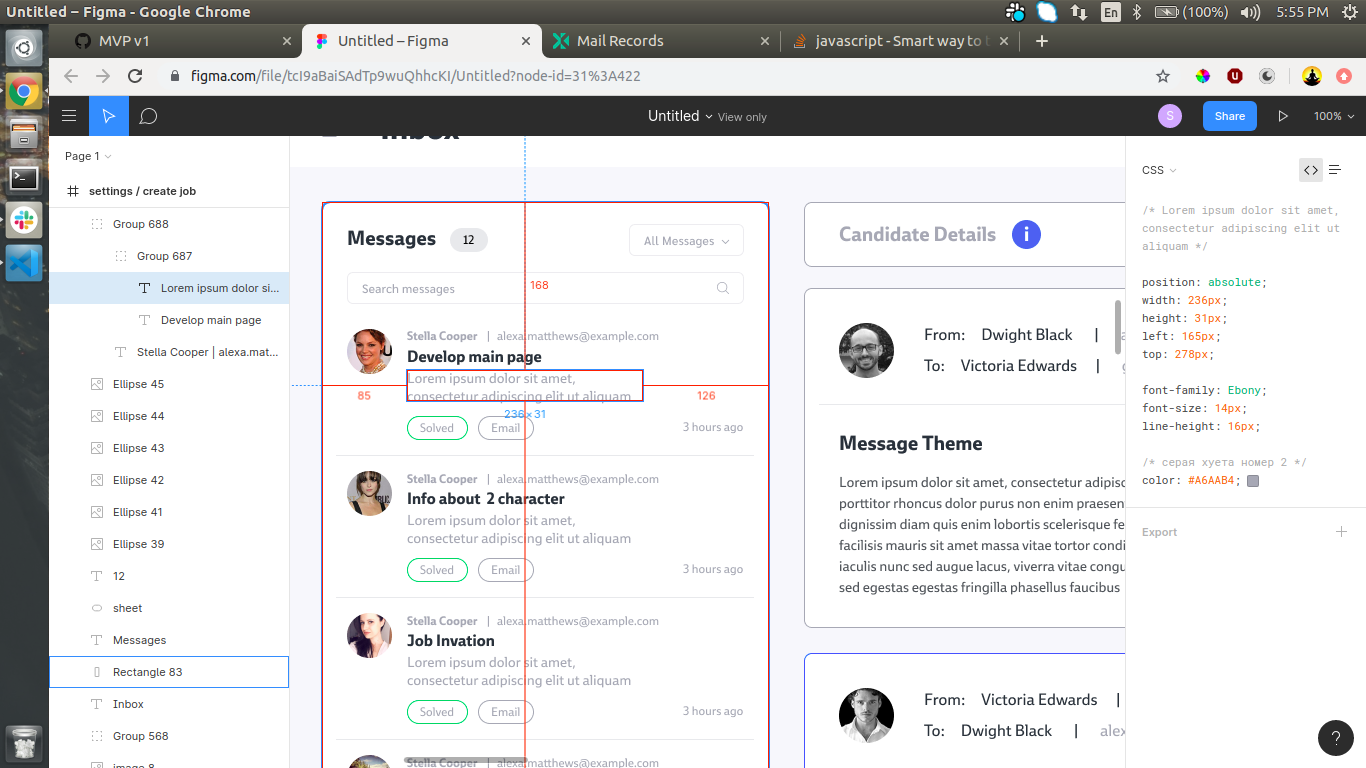 Untitled – Figma - Google Chrome
En
(100%)
5:55 PM
MVP v1
Untitled – Figma
Mail Records
javascript - Smart way to
figma.com/file/tcI9aBaiSAdTp9wuQhhcKI/Untitled?node-id=31%3A422
Untitled
View only
S
Share
100%
Page 1
settings / create job
Group 688
Group 687
Lorem ipsum dolor si...
Develop main page
Stella Cooper | alexa.mat...
Ellipse 45
Ellipse 44
Ellipse 43
Ellipse 42
Ellipse 41
Ellipse 39
12
sheet
Messages
Rectangle 83
Inbox
Group 568
image 8
Inbox
Messages 12
All Messages
Search messages
168
Stella Cooper | alexa.matthews@example.com
Develop main page
Lorem ipsum dolor sit amet,
consectetur adipiscing elit ut aliquam
85
126
236 × 31
Solved Email 3 hours ago
Stella Cooper | alexa.matthews@example.com
Info about 2 character
Lorem ipsum dolor sit amet,
consectetur adipiscing elit ut aliquam
Solved Email 3 hours ago
Stella Cooper | alexa.matthews@example.com
Job Invation
Lorem ipsum dolor sit amet,
consectetur adipiscing elit ut aliquam
Solved Email 3 hours ago
Stella Cooper | alexa.matthews@example.com
Candidate Details i
From: Dwight Black |
To: Victoria Edwards |
Message Theme
Lorem ipsum dolor sit amet, consectetur adipisc
porttitor rhoncus dolor purus non enim praesen
dignissim diam quis enim lobortis scelerisque fe
facilisis mauris sit amet massa vitae tortor condi
iaculis nunc sed augue lacus, viverra vitae congu
sed egestas egestas fringilla phasellus faucibus
From: Victoria Edwards |
To: Dwight Black | alex
CSS
/* Lorem ipsum dolor sit amet,
consectetur adipiscing elit ut
aliquam */
position: absolute;
width: 236px;
height: 31px;
left: 165px;
top: 278px;
font-family: Ebony;
font-size: 14px;
line-height: 16px;
/* серая хуета номер 2 */
color: #A6AAB4;
Export
?